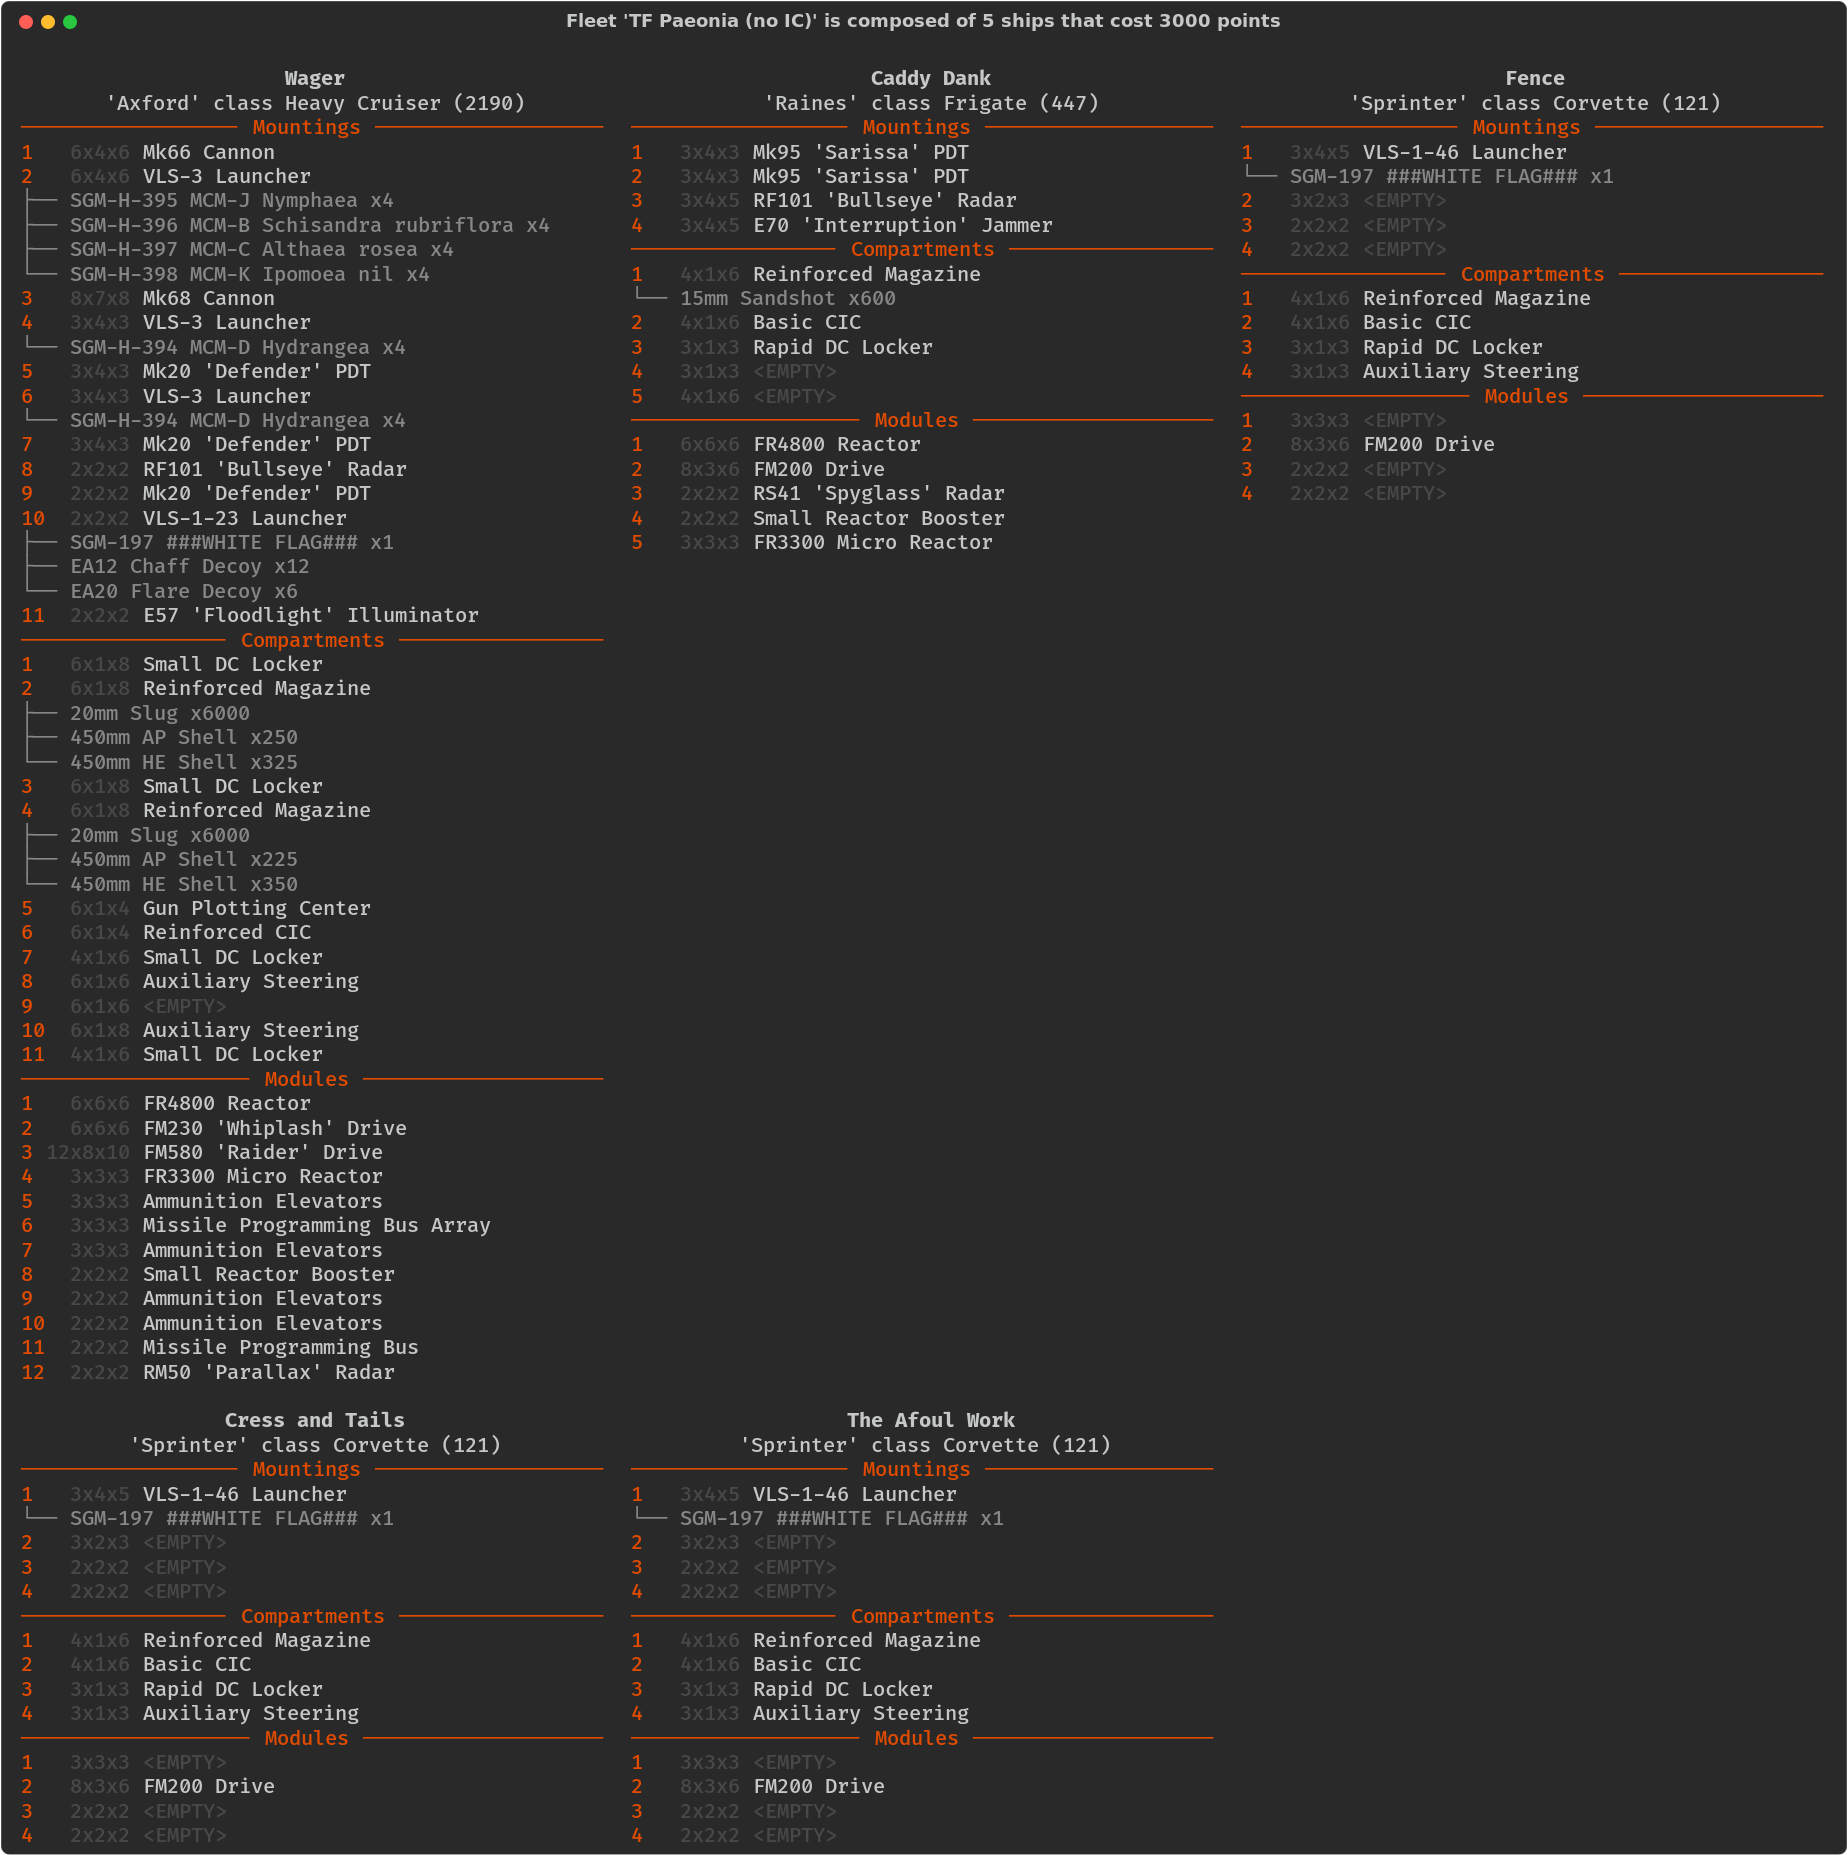 Fleet 'TF Paeonia (no IC)' is composed of 5 ships that cost 3000 points
Wager
'Axford' class Heavy Cruiser (2190)
Mountings
1 6x4x6 Mk66 Cannon
2 6x4x6 VLS-3 Launcher
SGM-H-395 MCM-J Nymphaea x4
SGM-H-396 MCM-B Schisandra rubriflora x4
SGM-H-397 MCM-C Althaea rosea x4
SGM-H-398 MCM-K Ipomoea nil x4
3 8x7x8 Mk68 Cannon
4 3x4x3 VLS-3 Launcher
SGM-H-394 MCM-D Hydrangea x4
5 3x4x3 Mk20 'Defender' PDT
6 3x4x3 VLS-3 Launcher
SGM-H-394 MCM-D Hydrangea x4
7 3x4x3 Mk20 'Defender' PDT
8 2x2x2 RF101 'Bullseye' Radar
9 2x2x2 Mk20 'Defender' PDT
10 2x2x2 VLS-1-23 Launcher
SGM-197 ###WHITE FLAG### x1
EA12 Chaff Decoy x12
EA20 Flare Decoy x6
11 2x2x2 E57 'Floodlight' Illuminator
Compartments
1 6x1x8 Small DC Locker
2 6x1x8 Reinforced Magazine
20mm Slug x6000
450mm AP Shell x250
450mm HE Shell x325
3 6x1x8 Small DC Locker
4 6x1x8 Reinforced Magazine
20mm Slug x6000
450mm AP Shell x225
450mm HE Shell x350
5 6x1x4 Gun Plotting Center
6 6x1x4 Reinforced CIC
7 4x1x6 Small DC Locker
8 6x1x6 Auxiliary Steering
9 6x1x6 <EMPTY>
10 6x1x8 Auxiliary Steering
11 4x1x6 Small DC Locker
Modules
1 6x6x6 FR4800 Reactor
2 6x6x6 FM230 'Whiplash' Drive
3 12x8x10 FM580 'Raider' Drive
4 3x3x3 FR3300 Micro Reactor
5 3x3x3 Ammunition Elevators
6 3x3x3 Missile Programming Bus Array
7 3x3x3 Ammunition Elevators
8 2x2x2 Small Reactor Booster
9 2x2x2 Ammunition Elevators
10 2x2x2 Ammunition Elevators
11 2x2x2 Missile Programming Bus
12 2x2x2 RM50 'Parallax' Radar
Caddy Dank
'Raines' class Frigate (447)
Mountings
1 3x4x3 Mk95 'Sarissa' PDT
2 3x4x3 Mk95 'Sarissa' PDT
3 3x4x5 RF101 'Bullseye' Radar
4 3x4x5 E70 'Interruption' Jammer
Compartments
1 4x1x6 Reinforced Magazine
15mm Sandshot x600
2 4x1x6 Basic CIC
3 3x1x3 Rapid DC Locker
4 3x1x3 <EMPTY>
5 4x1x6 <EMPTY>
Modules
1 6x6x6 FR4800 Reactor
2 8x3x6 FM200 Drive
3 2x2x2 RS41 'Spyglass' Radar
4 2x2x2 Small Reactor Booster
5 3x3x3 FR3300 Micro Reactor
Fence
'Sprinter' class Corvette (121)
Mountings
1 3x4x5 VLS-1-46 Launcher
SGM-197 ###WHITE FLAG### x1
2 3x2x3 <EMPTY>
3 2x2x2 <EMPTY>
4 2x2x2 <EMPTY>
Compartments
1 4x1x6 Reinforced Magazine
2 4x1x6 Basic CIC
3 3x1x3 Rapid DC Locker
4 3x1x3 Auxiliary Steering
Modules
1 3x3x3 <EMPTY>
2 8x3x6 FM200 Drive
3 2x2x2 <EMPTY>
4 2x2x2 <EMPTY>
Cress and Tails
'Sprinter' class Corvette (121)
Mountings
1 3x4x5 VLS-1-46 Launcher
SGM-197 ###WHITE FLAG### x1
2 3x2x3 <EMPTY>
3 2x2x2 <EMPTY>
4 2x2x2 <EMPTY>
Compartments
1 4x1x6 Reinforced Magazine
2 4x1x6 Basic CIC
3 3x1x3 Rapid DC Locker
4 3x1x3 Auxiliary Steering
Modules
1 3x3x3 <EMPTY>
2 8x3x6 FM200 Drive
3 2x2x2 <EMPTY>
4 2x2x2 <EMPTY>
The Afoul Work
'Sprinter' class Corvette (121)
Mountings
1 3x4x5 VLS-1-46 Launcher
SGM-197 ###WHITE FLAG### x1
2 3x2x3 <EMPTY>
3 2x2x2 <EMPTY>
4 2x2x2 <EMPTY>
Compartments
1 4x1x6 Reinforced Magazine
2 4x1x6 Basic CIC
3 3x1x3 Rapid DC Locker
4 3x1x3 Auxiliary Steering
Modules
1 3x3x3 <EMPTY>
2 8x3x6 FM200 Drive
3 2x2x2 <EMPTY>
4 2x2x2 <EMPTY>